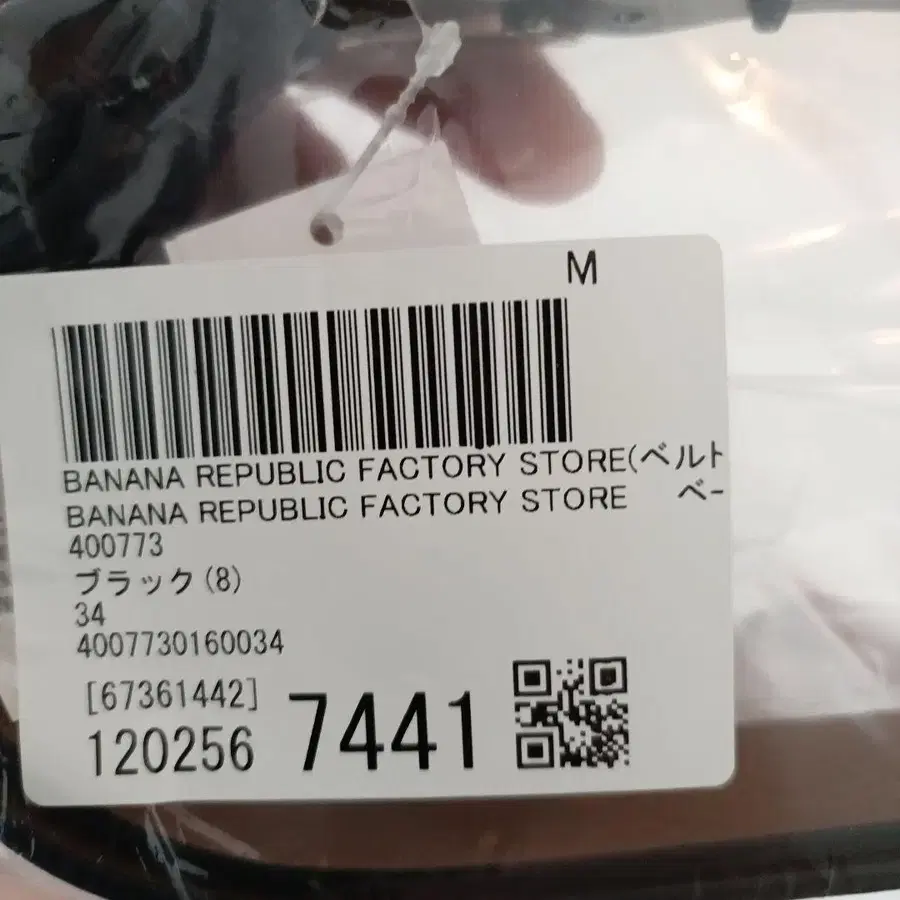 M
BANANA REPUBLIC FACTORY STORE(ベルト
BANANA REPUBLIC FACTORY STORE ベー
400773
ブラック(8)
34
4007730160034
[67361442]
120256 7441